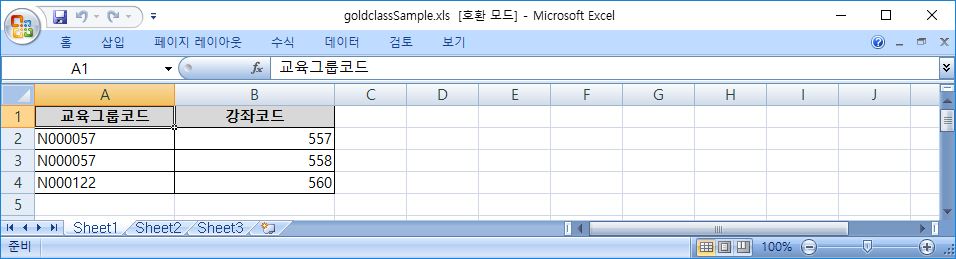 goldclassSample.xls [호환 모드] - Microsoft Excel
홈 삽입 페이지 레이아웃 수식 데이터 검토 보기
A1 fx 교육그룹코드
A B C D E F G H I J
1 교육그룹코드 강좌코드
2 N000057 557
3 N000057 558
4 N000122 560
5
Sheet1 Sheet2 Sheet3
준비 100%